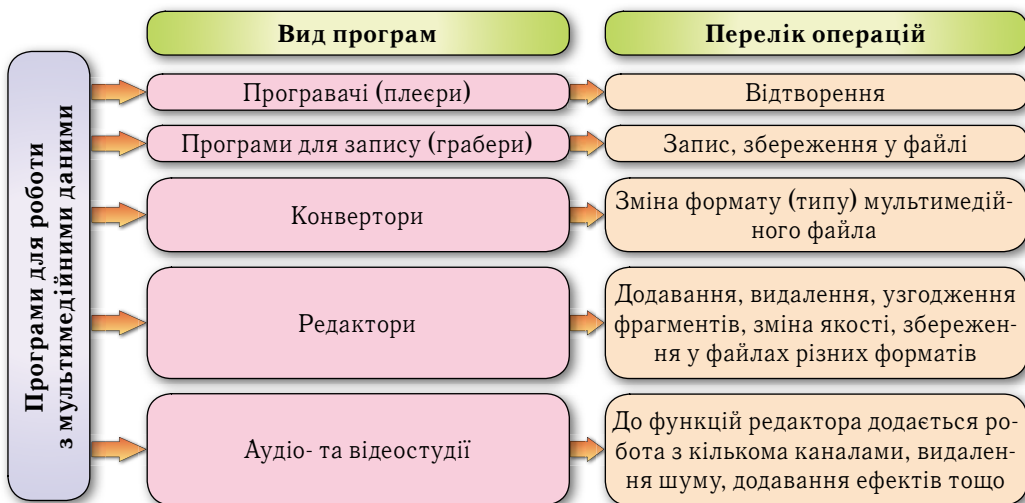 Програми для роботи
з мультимедійними даними
Вид програм
Перелік операцій
Програвачі (плеєри)
Відтворення
Програми для запису (грабери)
Запис, збереження у файлі
Конвертори
Зміна формату (типу) мультимедій-
ного файла
Редактори
Додавання, видалення, узгодження
фрагментів, зміна якості, збережен-
ня у файлах різних форматів
Аудіо- та відеостудії
До функцій редактора додається ро-
бота з кількома каналами, видален-
ня шуму, додавання ефектів тощо